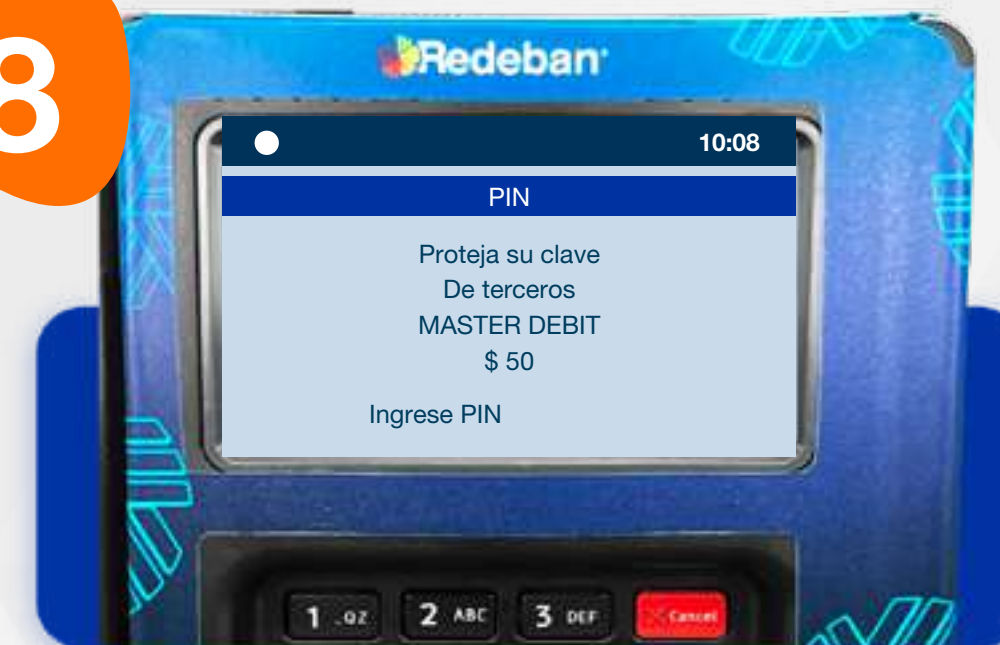 8
Redeban
10:08
PIN
Proteja su clave
De terceros
MASTER DEBIT
$ 50
Ingrese PIN
1 .QZ 2 ABC 3 DEF Cancel